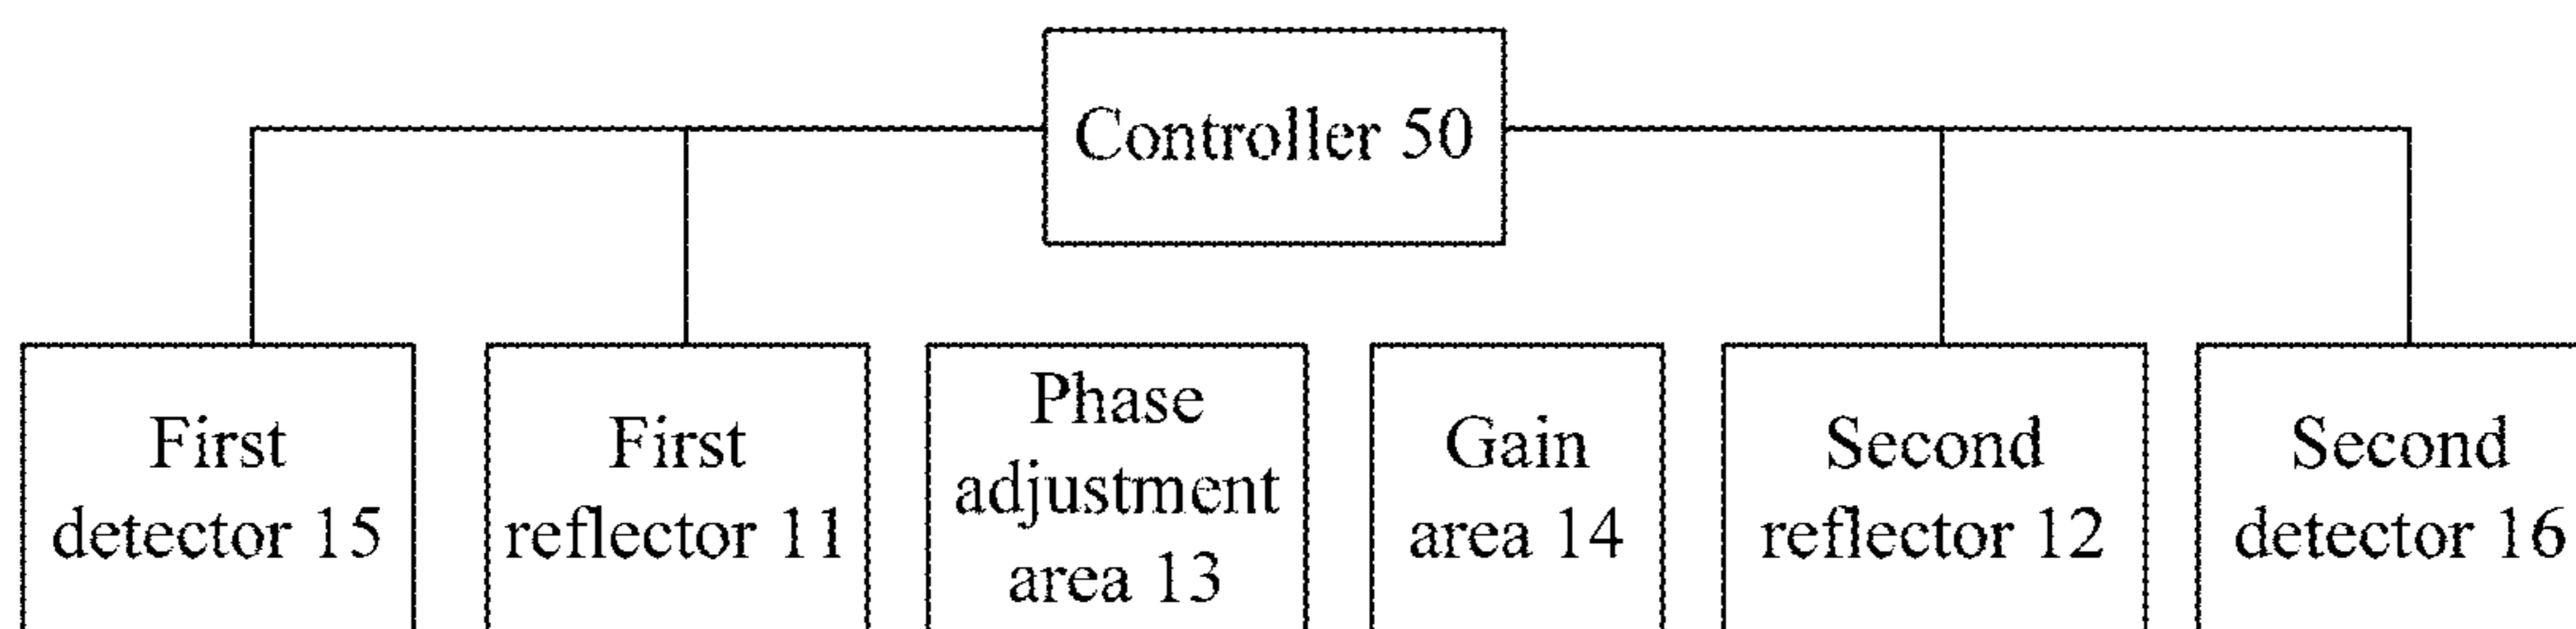 Controller 50
First
detector 15
First
reflector 11
Phase
adjustment
area 13
Gain
area 14
Second
reflector 12
Second
detector 16